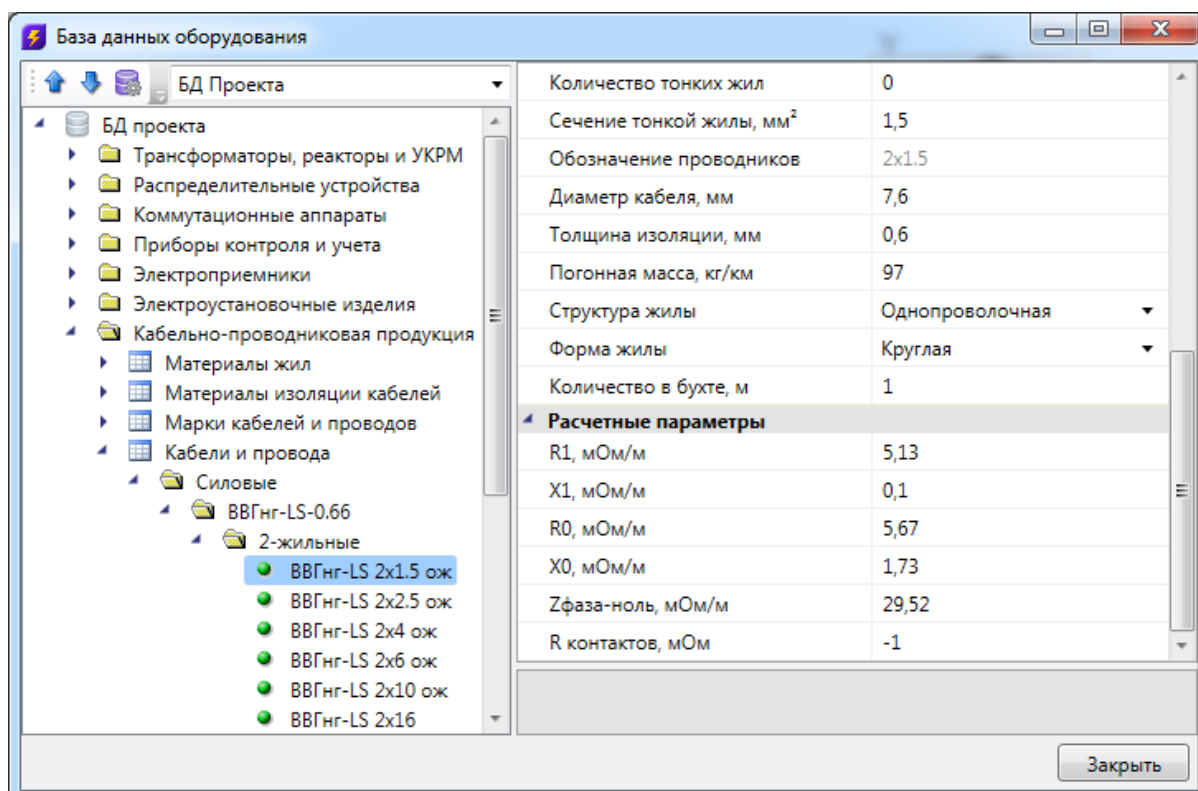 База данных оборудования
БД Проекта
БД проекта
Трансформаторы, реакторы и УКРМ
Распределительные устройства
Коммутационные аппараты
Приборы контроля и учета
Электроприемники
Электроустановочные изделия
Кабельно-проводниковая продукция
Материалы жил
Материалы изоляции кабелей
Марки кабелей и проводов
Кабели и провода
Силовые
ВВГнг-LS-0.66
2-жильные
ВВГнг-LS 2x1.5 ож
ВВГнг-LS 2x2.5 ож
ВВГнг-LS 2x4 ож
ВВГнг-LS 2x6 ож
ВВГнг-LS 2x10 ож
ВВГнг-LS 2x16
Количество тонких жил 0
Сечение тонкой жилы, мм² 1,5
Обозначение проводников 2x1.5
Диаметр кабеля, мм 7,6
Толщина изоляции, мм 0,6
Погонная масса, кг/км 97
Структура жилы Однопроволочная
Форма жилы Круглая
Количество в бухте, м 1
Расчетные параметры
R1, мОм/м 5,13
X1, мОм/м 0,1
R0, мОм/м 5,67
X0, мОм/м 1,73
Zфаза-ноль, мОм/м 29,52
R контактов, мОм -1
Закрыть